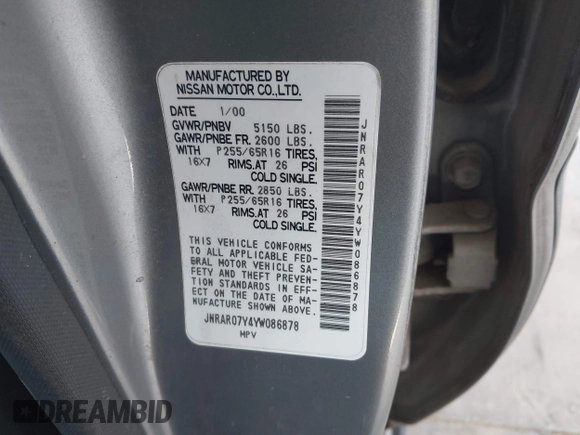 MANUFACTURED BY
NISSAN MOTOR CO.,LTD.
DATE 1/00
GVWR/PNBV 5150 LBS.
GAWR/PNBE FR. 2600 LBS.
WITH P255/65R16 TIRES,
16X7 RIMS,AT 26 PSI
COLD SINGLE.
GAWR/PNBE RR. 2850 LBS.
WITH P255/65R16 TIRES,
16X7 RIMS,AT 26 PSI
COLD SINGLE.
THIS VEHICLE CONFORMS
TO ALL APPLICABLE FED-
ERAL MOTOR VEHICLE SA-
FETY AND THEFT PREVEN-
TION STANDARDS IN EFF-
ECT ON THE DATE OF MA-
NUFACTURE SHOWN ABOVE.
JNRAR07Y4YW086878
MPV
JNRAR07Y4YW086878
DREAMBID